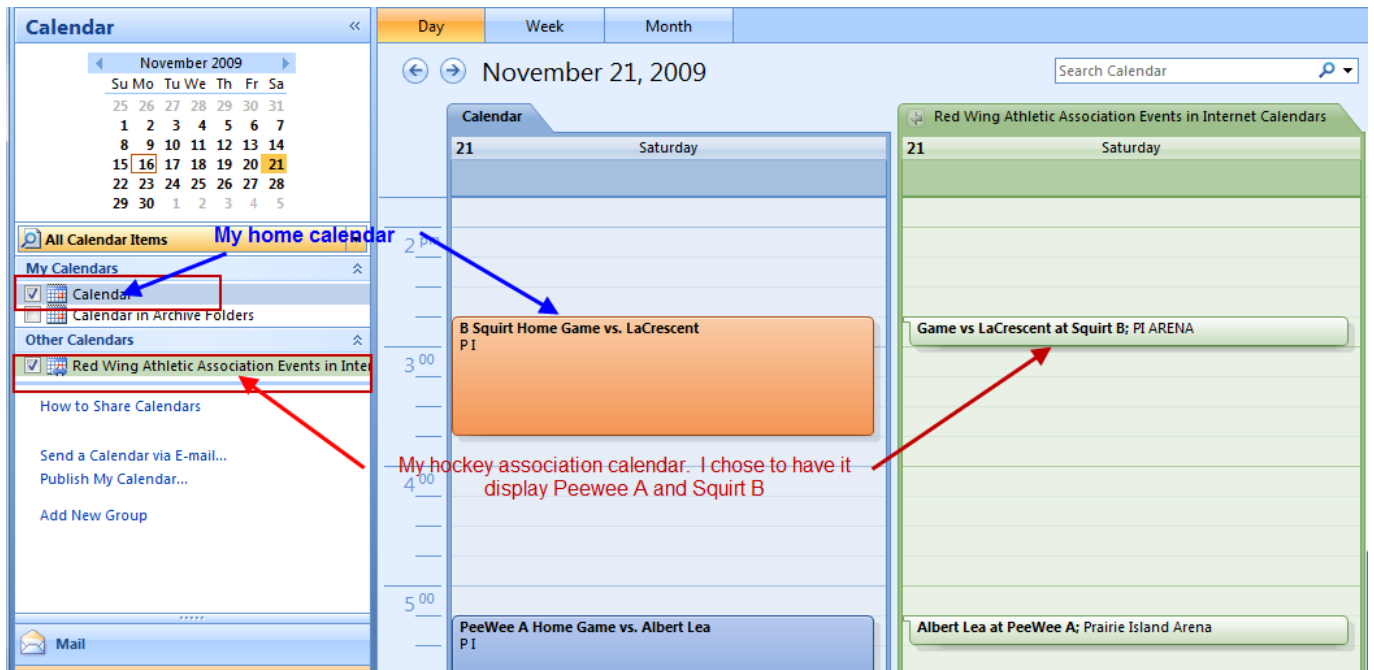 Calendar «
Day Week Month
November 2009
Su Mo Tu We Th Fr Sa
25 26 27 28 29 30 31
1 2 3 4 5 6 7
8 9 10 11 12 13 14
15 16 17 18 19 20 21
22 23 24 25 26 27 28
29 30 1 2 3 4 5
All Calendar Items
My home calendar
My Calendars
Calendar
Calendar in Archive Folders
Other Calendars
Red Wing Athletic Association Events in Inte
How to Share Calendars
Send a Calendar via E-mail...
Publish My Calendar...
Add New Group
Mail
November 21, 2009
Search Calendar
Calendar
Red Wing Athletic Association Events in Internet Calendars
21 Saturday
21 Saturday
2 pm
B Squirt Home Game vs. LaCrescent
P I
Game vs LaCrescent at Squirt B; PI ARENA
3 00
My hockey association calendar. I chose to have it
display Peewee A and Squirt B
4 00
5 00
PeeWee A Home Game vs. Albert Lea
P I
Albert Lea at PeeWee A; Prairie Island Arena